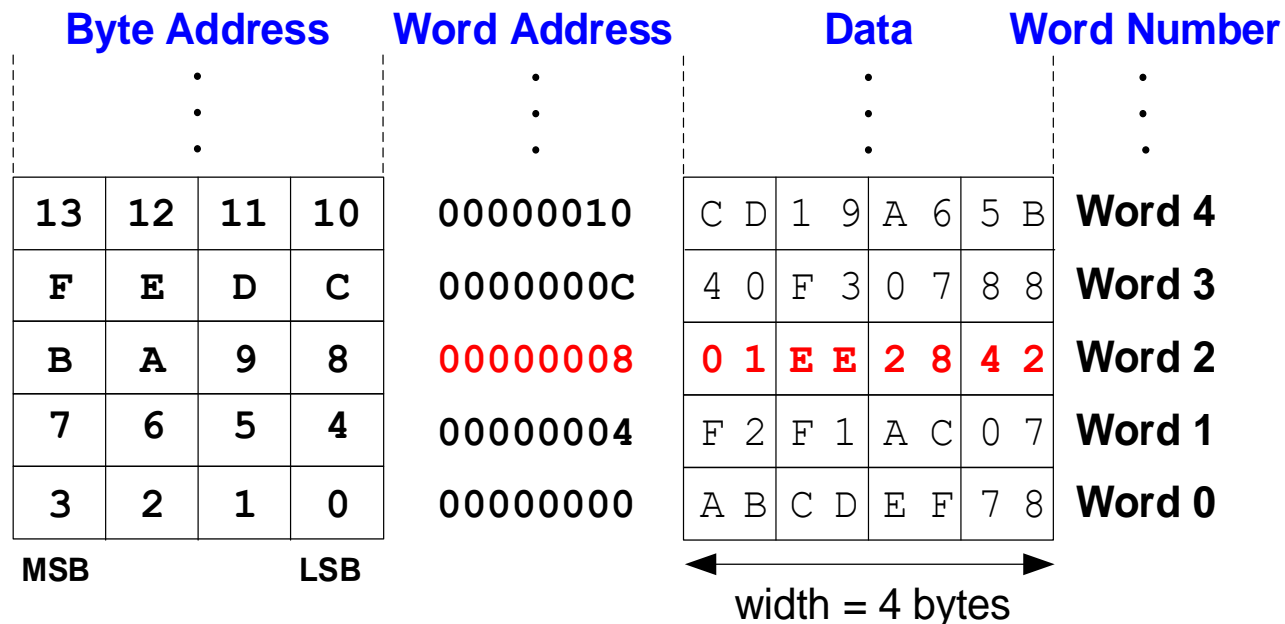 Byte Address Word Address Data Word Number
13 12 11 10 00000010 C D 1 9 A 6 5 B Word 4
F E D C 0000000C 4 0 F 3 0 7 8 8 Word 3
B A 9 8 00000008 0 1 E E 2 8 4 2 Word 2
7 6 5 4 00000004 F 2 F 1 A C 0 7 Word 1
3 2 1 0 00000000 A B C D E F 7 8 Word 0
MSB LSB
width = 4 bytes